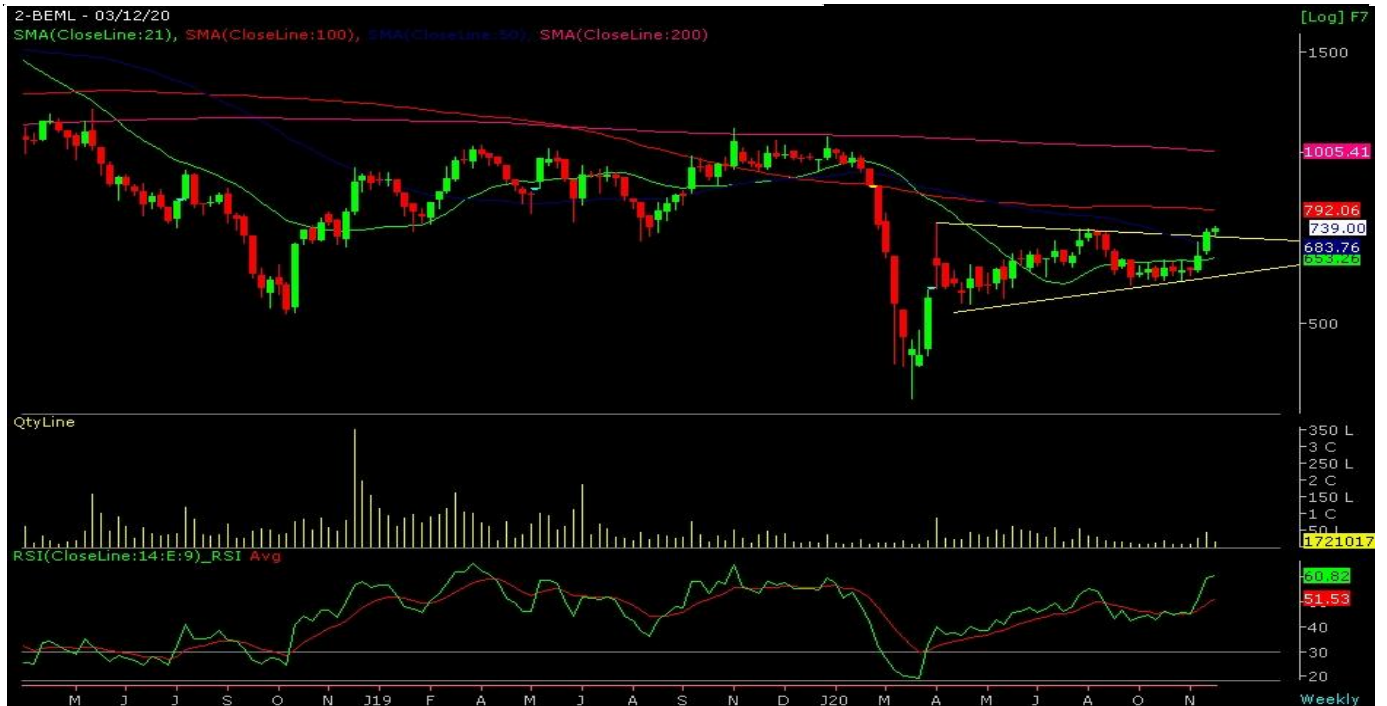 2-BEML - 03/12/20 [Log] F7
SMA(CloseLine:21), SMA(CloseLine:100), SMA(CloseLine:50), SMA(CloseLine:200)
1500
1005.41
792.06
739.00
683.76
653.26
500
QtyLine
350 L
3 C
250 L
2 C
150 L
1 C
50 L
1721017
RSI(CloseLine:14:E:9)_RSI Avg
60.82
51.53
40
30
20
M J J S O N J19 F A A M J J S S N D J20 M A M J A O N
Weekly